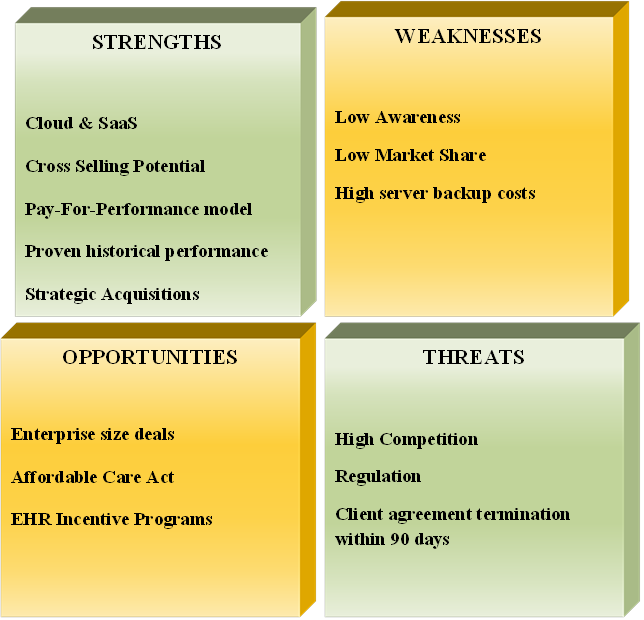 STRENGTHS
Cloud & SaaS
Cross Selling Potential
Pay-For-Performance model
Proven historical performance
Strategic Acquisitions
WEAKNESSES
Low Awareness
Low Market Share
High server backup costs
OPPORTUNITIES
Enterprise size deals
Affordable Care Act
EHR Incentive Programs
THREATS
High Competition
Regulation
Client agreement termination
within 90 days